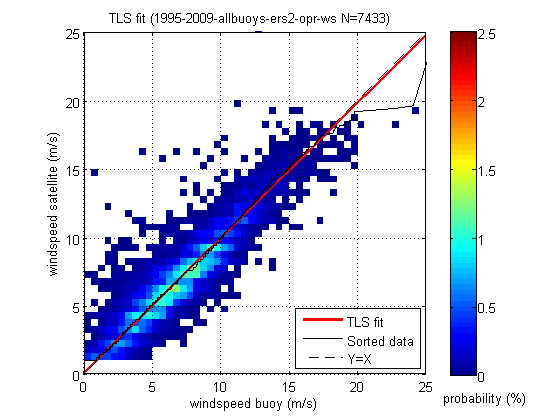 TLS fit (1995-2009-allbuoys-ers2-opr-ws N=7433)
25
20
15
10
5
0
windspeed satellite (m/s)
0 5 10 15 20 25
windspeed buoy (m/s)
TLS fit
Sorted data
Y=X
2.5
2
1.5
1
0.5
0
probability (%)